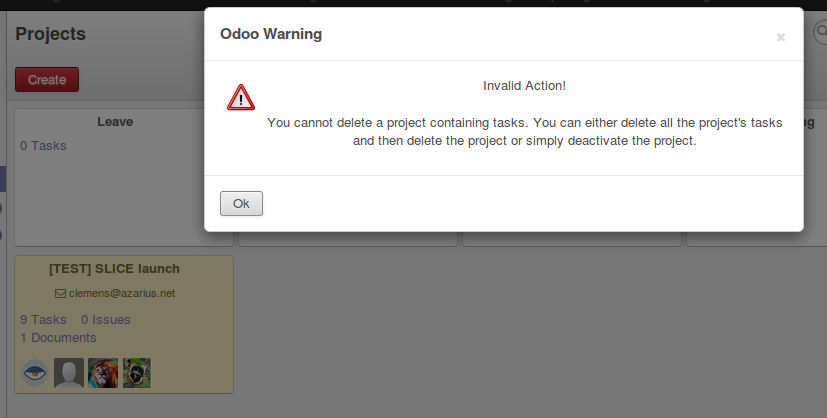 Projects
Odoo Warning
×
Create
Invalid Action!
You cannot delete a project containing tasks. You can either delete all the project's tasks
and then delete the project or simply deactivate the project.
Leave
0 Tasks
Ok
[TEST] SLICE launch
clemens@azarius.net
9 Tasks 0 Issues
1 Documents